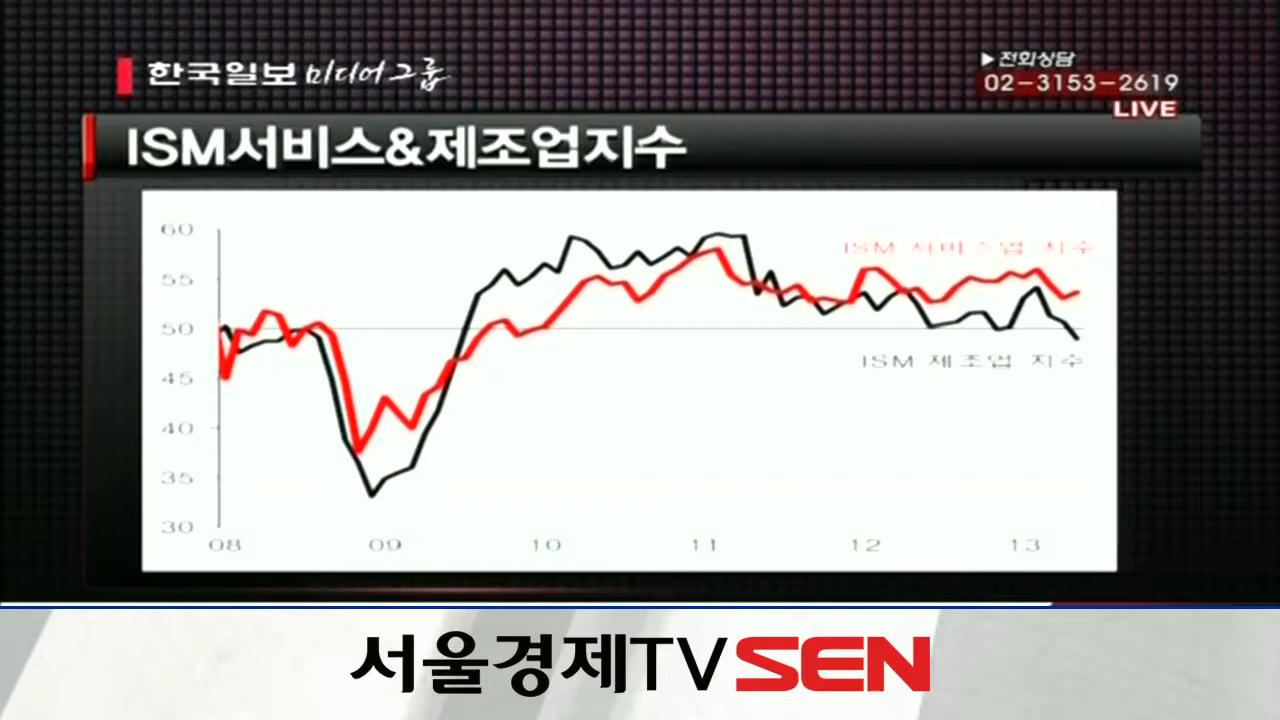 한국일보 미디어그룹
▶전화상담
02-3153-2619
LIVE
ISM서비스&제조업지수
60
55
50
45
40
35
30
ISM 서비스업 지수
ISM 제조업 지수
08 09 10 11 12 13
서울경제TV SEN